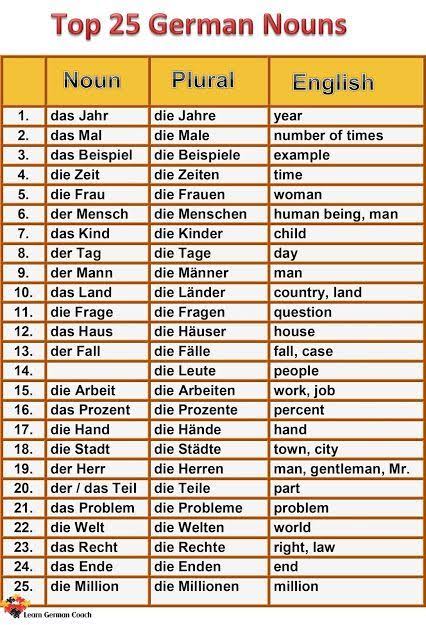 Top 25 German Nouns
Noun Plural English
1. das Jahr die Jahre year
2. das Mal die Male number of times
3. das Beispiel die Beispiele example
4. die Zeit die Zeiten time
5. die Frau die Frauen woman
6. der Mensch die Menschen human being, man
7. das Kind die Kinder child
8. der Tag die Tage day
9. der Mann die Männer man
10. das Land die Länder country, land
11. die Frage die Fragen question
12. das Haus die Häuser house
13. der Fall die Fälle fall, case
14. die Leute people
15. die Arbeit die Arbeiten work, job
16. das Prozent die Prozente percent
17. die Hand die Hände hand
18. die Stadt die Städte town, city
19. der Herr die Herren man, gentleman, Mr.
20. der / das Teil die Teile part
21. das Problem die Probleme problem
22. die Welt die Welten world
23. das Recht die Rechte right, law
24. das Ende die Enden end
25. die Million die Millionen million
Learn German Coach